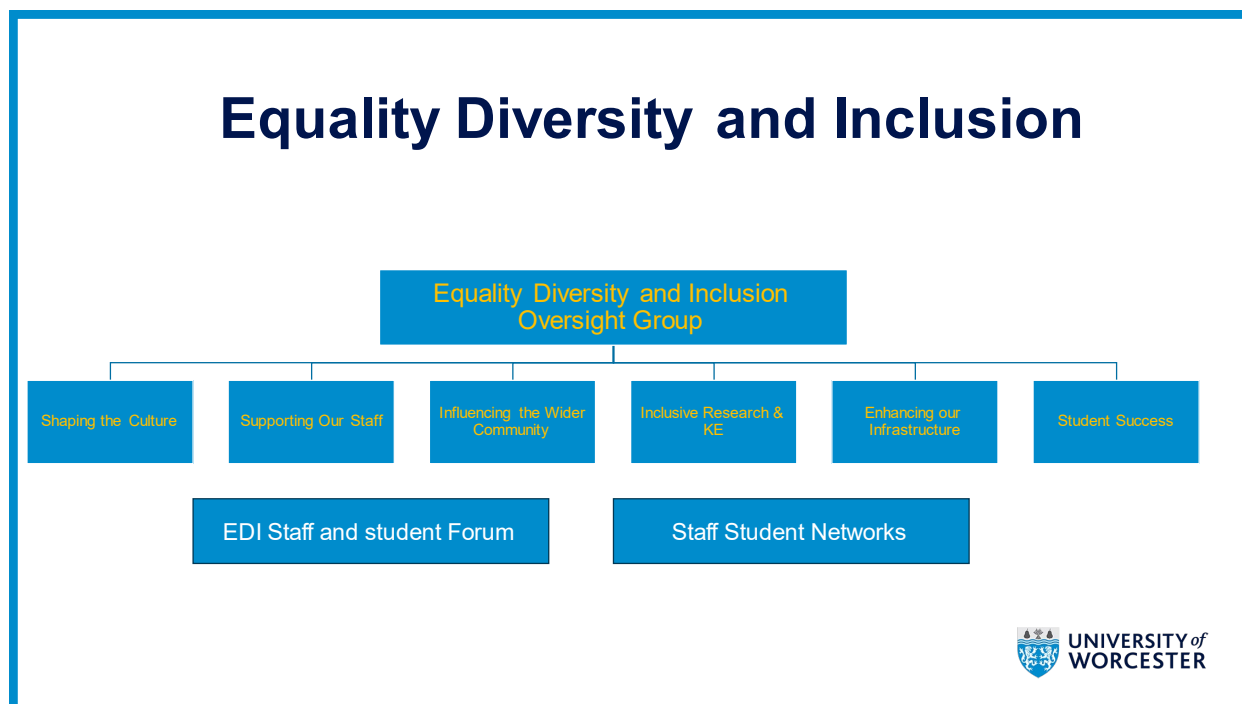 Equality Diversity and Inclusion
Equality Diversity and Inclusion
Oversight Group
Shaping the Culture
Supporting Our Staff
Influencing the Wider
Community
Inclusive Research &
KE
Enhancing our
Infrastructure
Student Success
EDI Staff and student Forum
Staff Student Networks
UNIVERSITY of
WORCESTER